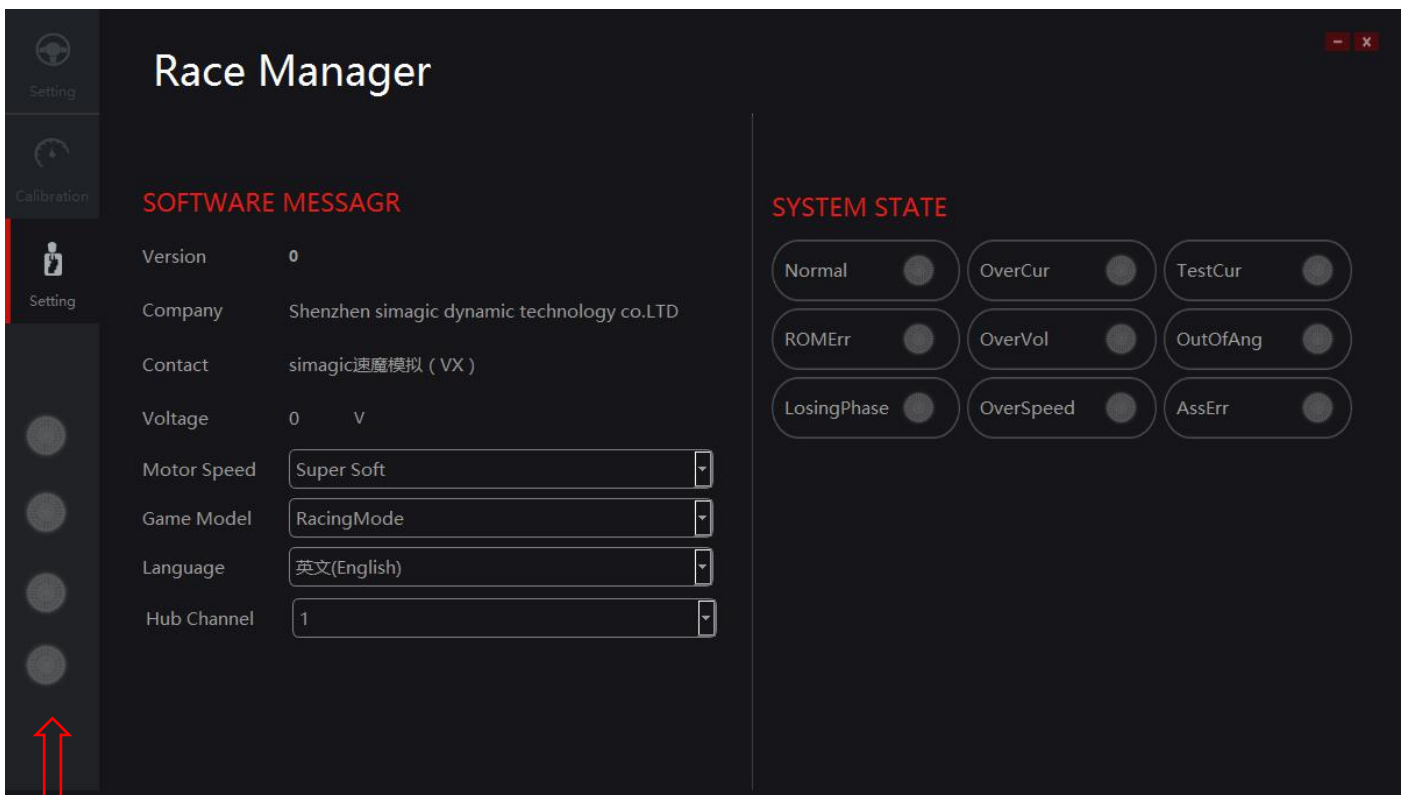 Setting
Calibration
Setting
Race Manager
- x
SOFTWARE MESSAGR
Version 0
Company Shenzhen simagic dynamic technology co.LTD
Contact simagic速魔模拟（VX）
Voltage 0 V
Motor Speed Super Soft
Game Model RacingMode
Language 英文(English)
Hub Channel 1
SYSTEM STATE
Normal OverCur TestCur
ROMErr OverVol OutOfAng
LosingPhase OverSpeed AssErr